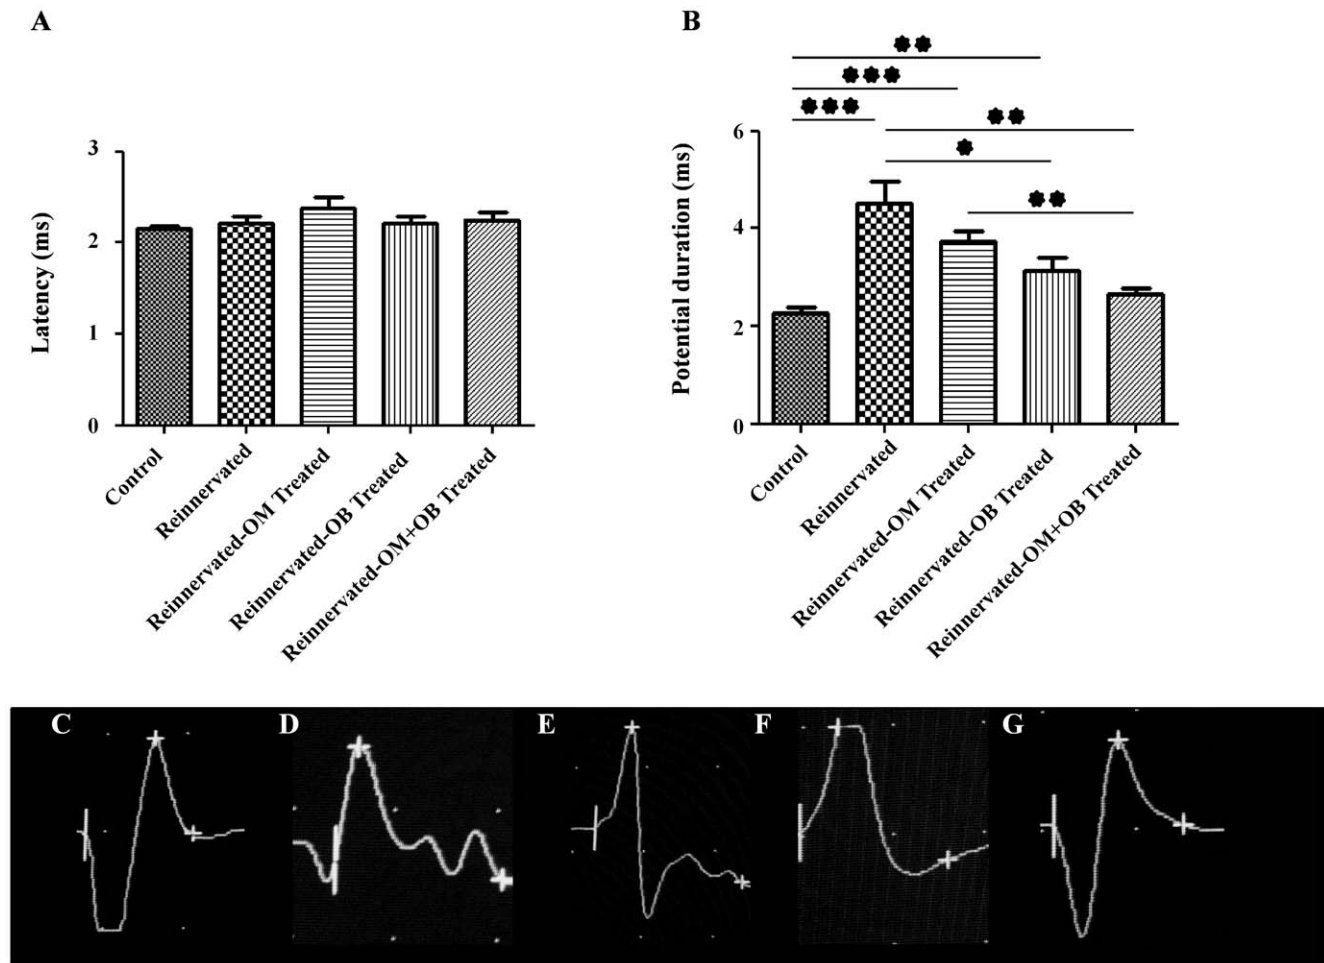 A
B
3
2
1
0
Latency (ms)
Control
Reinnervated
Reinnervated-OM Treated
Reinnervated-OB Treated
Reinnervated-OM+OB Treated
6
4
2
0
Potential duration (ms)
Control
Reinnervated
Reinnervated-OM Treated
Reinnervated-OB Treated
Reinnervated-OM+OB Treated
C D E F G